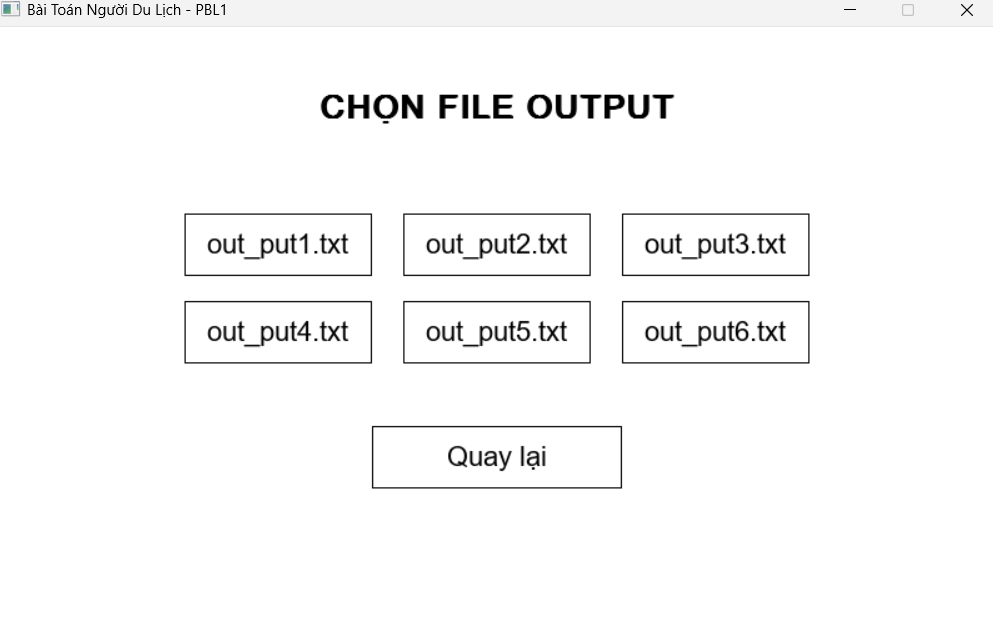 Bài Toán Người Du Lịch - PBL1
CHỌN FILE OUTPUT
out_put1.txt out_put2.txt out_put3.txt
out_put4.txt out_put5.txt out_put6.txt
Quay lại